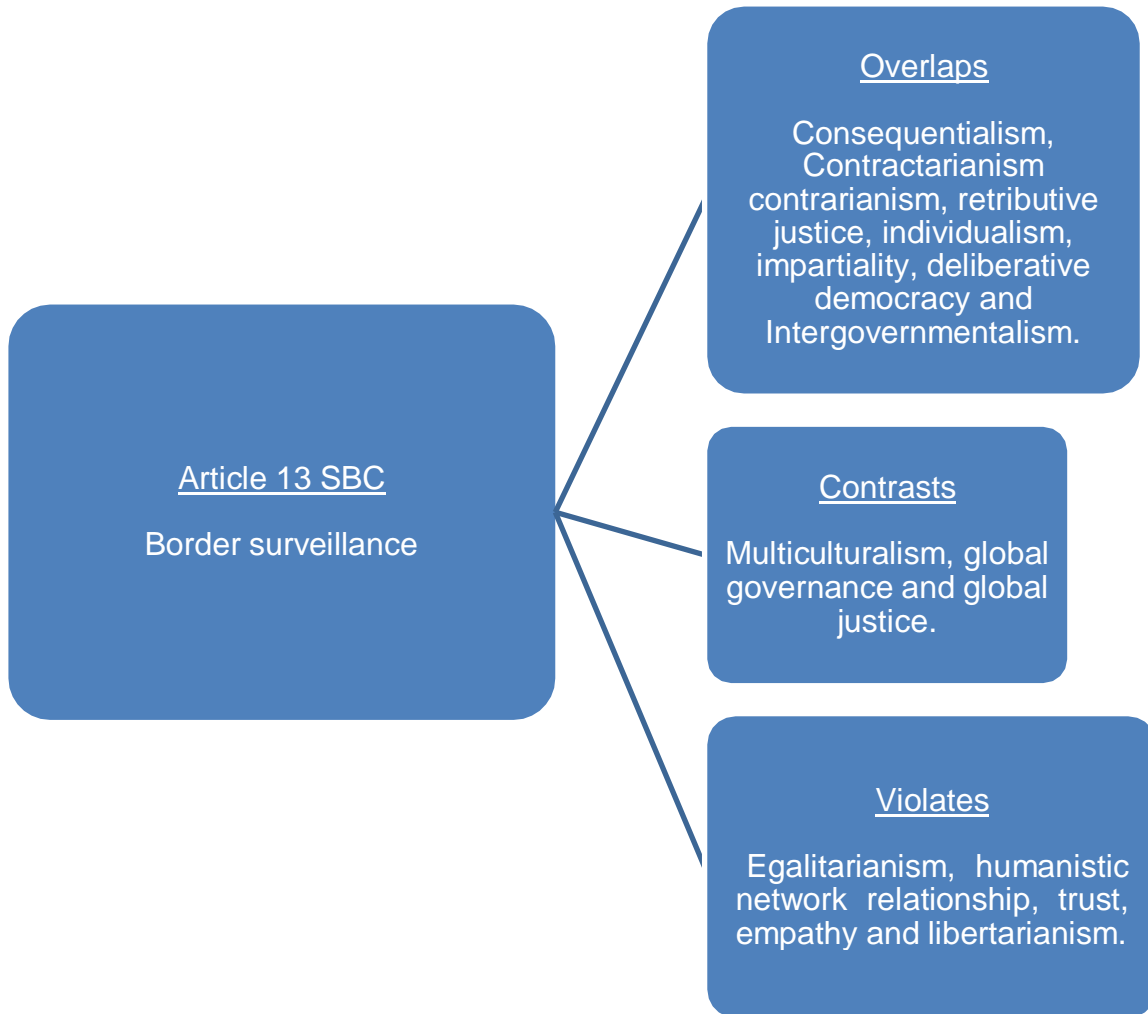 Article 13 SBC
Border surveillance
Overlaps
Consequentialism,
Contractarianism
contrarianism, retributive
justice, individualism,
impartiality, deliberative
democracy and
Intergovernmentalism.
Contrasts
Multiculturalism, global
governance and global
justice.
Violates
Egalitarianism, humanistic
network relationship, trust,
empathy and libertarianism.